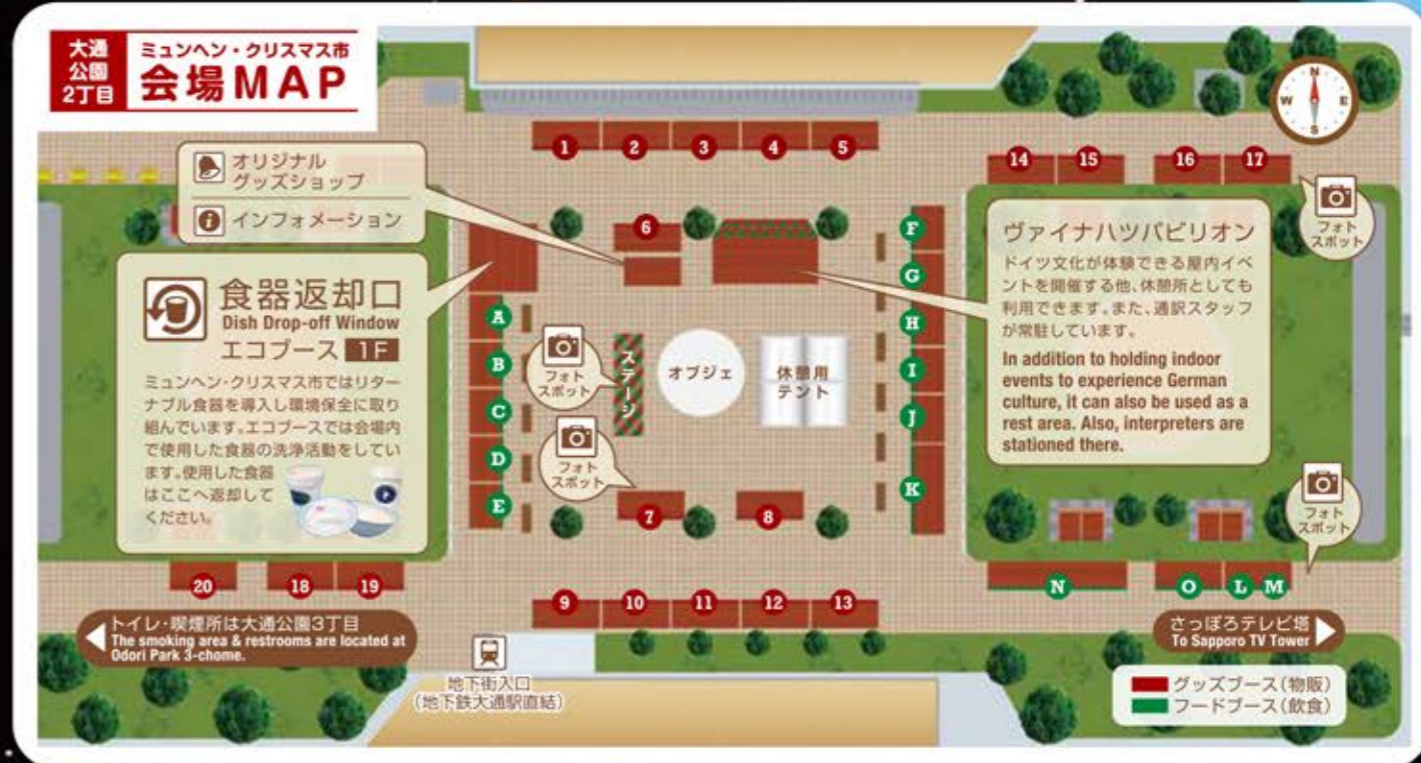 大通
公園
2丁目
ミュンヘン・クリスマス市
会場MAP
N
W
E
S
オリジナル
グッズショップ
インフォメーション
食器返却口
Dish Drop-off Window
エコブース 1F
ミュンヘン・クリスマス市ではリター
ナブル食器を導入し環境保全に取り
組んでいます。エコブースでは会場内
で使用した食器の洗浄活動をしてい
ます。使用した食器
はここへ返却して
ください。
1 2 3 4 5
14 15 16 17
フォト
スポット
6
A
B
C
D
E
フォト
スポット
ステージ
オブジェ
休憩用
テント
フォト
スポット
7 8
F
G
H
I
J
K
ヴァイナハツパビリオン
ドイツ文化が体験できる屋内イベ
ントを開催する他、休憩所としても
利用できます。また、通訳スタッフ
が常駐しています。
In addition to holding indoor
events to experience German
culture, it can also be used as a
rest area. Also, interpreters are
stationed there.
フォト
スポット
20 18 19
9 10 11 12 13
N O L M
トイレ・喫煙所は大通公園3丁目
The smoking area & restrooms are located at
Odori Park 3-chome.
地下街入口
(地下鉄大通駅直結)
さっぽろテレビ塔
To Sapporo TV Tower
グッズブース(物販)
フードブース(飲食)